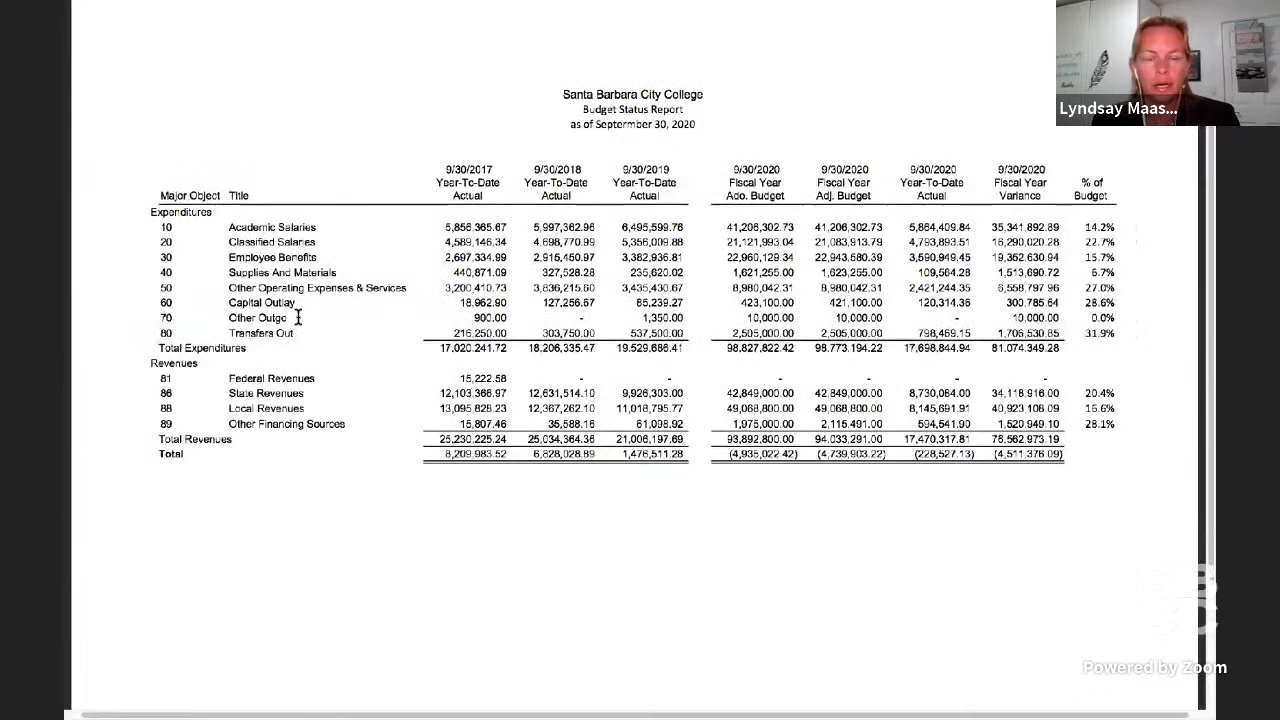 Santa Barbara City College
Budget Status Report
as of Septermber 30, 2020
Lyndsay Maas...
9/30/2017 9/30/2018 9/30/2019 9/30/2020 9/30/2020 9/30/2020 9/30/2020
Year-To-Date Year-To-Date Year-To-Date Fiscal Year Fiscal Year Year-To-Date Fiscal Year % of
Major Object Title Actual Actual Actual Ado. Budget Adj. Budget Actual Variance Budget
Expenditures
10 Academic Salaries 5,856,365.67 5,997,362.96 6,495,599.76 41,206,302.73 41,206,302.73 5,864,409.84 35,341,892.89 14.2%
20 Classified Salaries 4,589,146.34 4,698,770.99 5,356,009.88 21,121,993.04 21,083,913.79 4,793,893.51 16,290,020.28 22.7%
30 Employee Benefits 2,697,334.99 2,915,450.97 3,382,936.81 22,960,129.34 22,943,580.39 3,590,949.45 19,352,630.94 15.7%
40 Supplies And Materials 440,871.09 327,528.28 235,620.02 1,621,255.00 1,623,255.00 109,564.28 1,513,690.72 6.7%
50 Other Operating Expenses & Services 3,200,410.73 3,836,215.60 3,435,430.67 8,980,042.31 8,980,042.31 2,421,244.35 6,558,797.96 27.0%
60 Capital Outlay 18,962.90 127,256.67 85,239.27 423,100.00 421,100.00 120,314.36 300,785.64 28.6%
70 Other Outgo 900.00 - 1,350.00 10,000.00 10,000.00 - 10,000.00 0.0%
80 Transfers Out 216,250.00 303,750.00 537,500.00 2,505,000.00 2,505,000.00 798,469.15 1,706,530.85 31.9%
Total Expenditures 17,020,241.72 18,206,335.47 19,529,686.41 98,827,822.42 98,773,194.22 17,698,844.94 81,074,349.28
Revenues
81 Federal Revenues 15,222.58 - - - - - -
86 State Revenues 12,103,366.97 12,631,514.10 9,926,303.00 42,849,000.00 42,849,000.00 8,730,084.00 34,118,916.00 20.4%
88 Local Revenues 13,095,828.23 12,367,262.10 11,018,795.77 49,068,800.00 49,068,800.00 8,145,691.91 40,923,108.09 16.6%
89 Other Financing Sources 15,807.46 35,588.16 61,098.92 1,975,000.00 2,115,491.00 594,541.90 1,520,949.10 28.1%
Total Revenues 25,230,225.24 25,034,364.36 21,006,197.69 93,892,800.00 94,033,291.00 17,470,317.81 76,562,973.19
Total 8,209,983.52 6,828,028.89 1,476,511.28 (4,935,022.42) (4,739,903.22) (228,527.13) (4,511,376.09)
Powered by Zoom